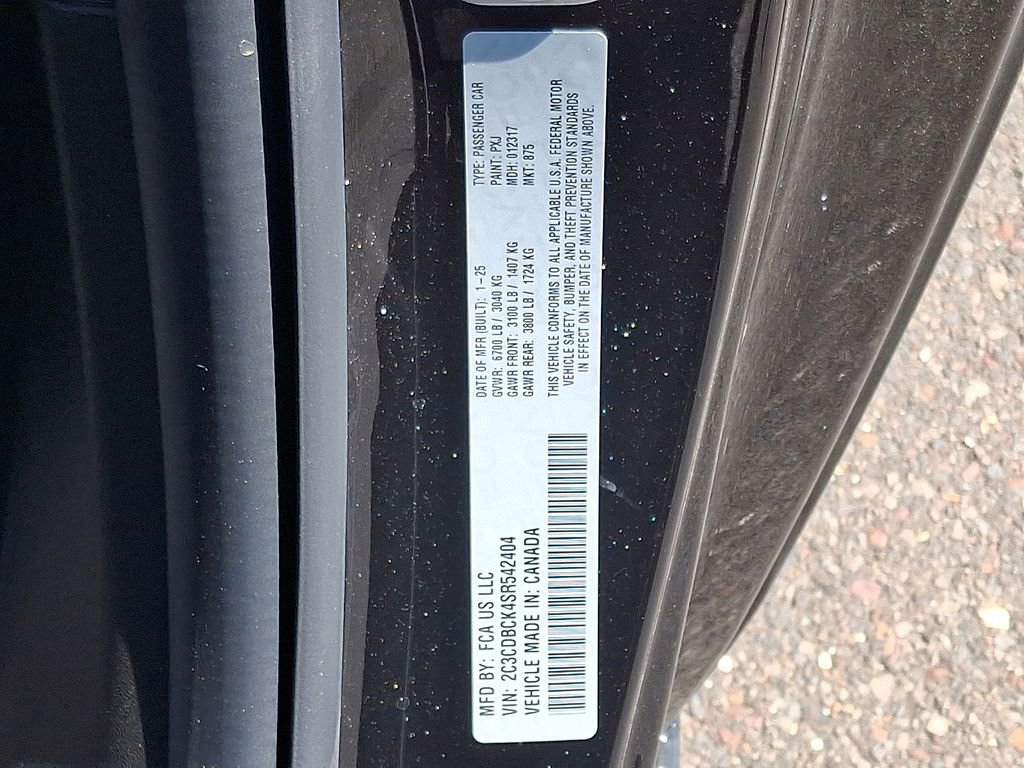 MFD BY: FCA US LLC
VIN: 2C3CDBCK4SR542404
VEHICLE MADE IN: CANADA
DATE OF MFR (BUILT): 1-25
GVWR: 6700 LB / 3040 KG
GAWR FRONT: 3100 LB / 1407 KG
GAWR REAR: 3800 LB / 1724 KG
TYPE: PASSENGER CAR
PAINT: PXJ
MDH: 012317
MKT: 875
THIS VEHICLE CONFORMS TO ALL APPLICABLE U.S.A. FEDERAL MOTOR
VEHICLE SAFETY, BUMPER, AND THEFT PREVENTION STANDARDS
IN EFFECT ON THE DATE OF MANUFACTURE SHOWN ABOVE.